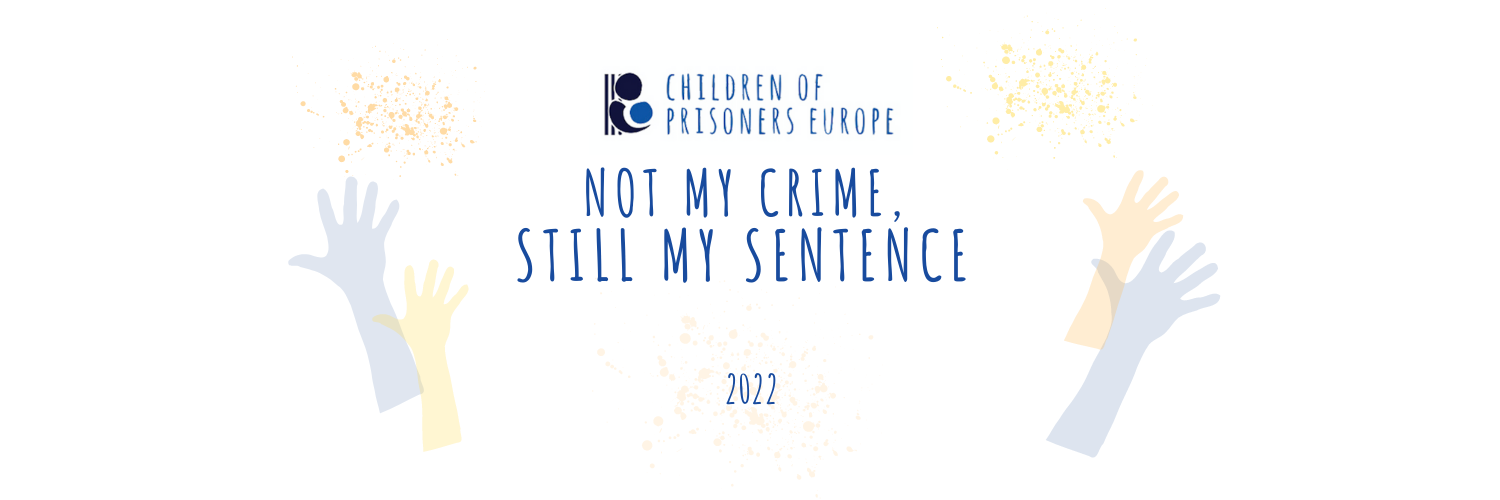 CHILDREN OF
PRISONERS EUROPE
NOT MY CRIME,
STILL MY SENTENCE
2022